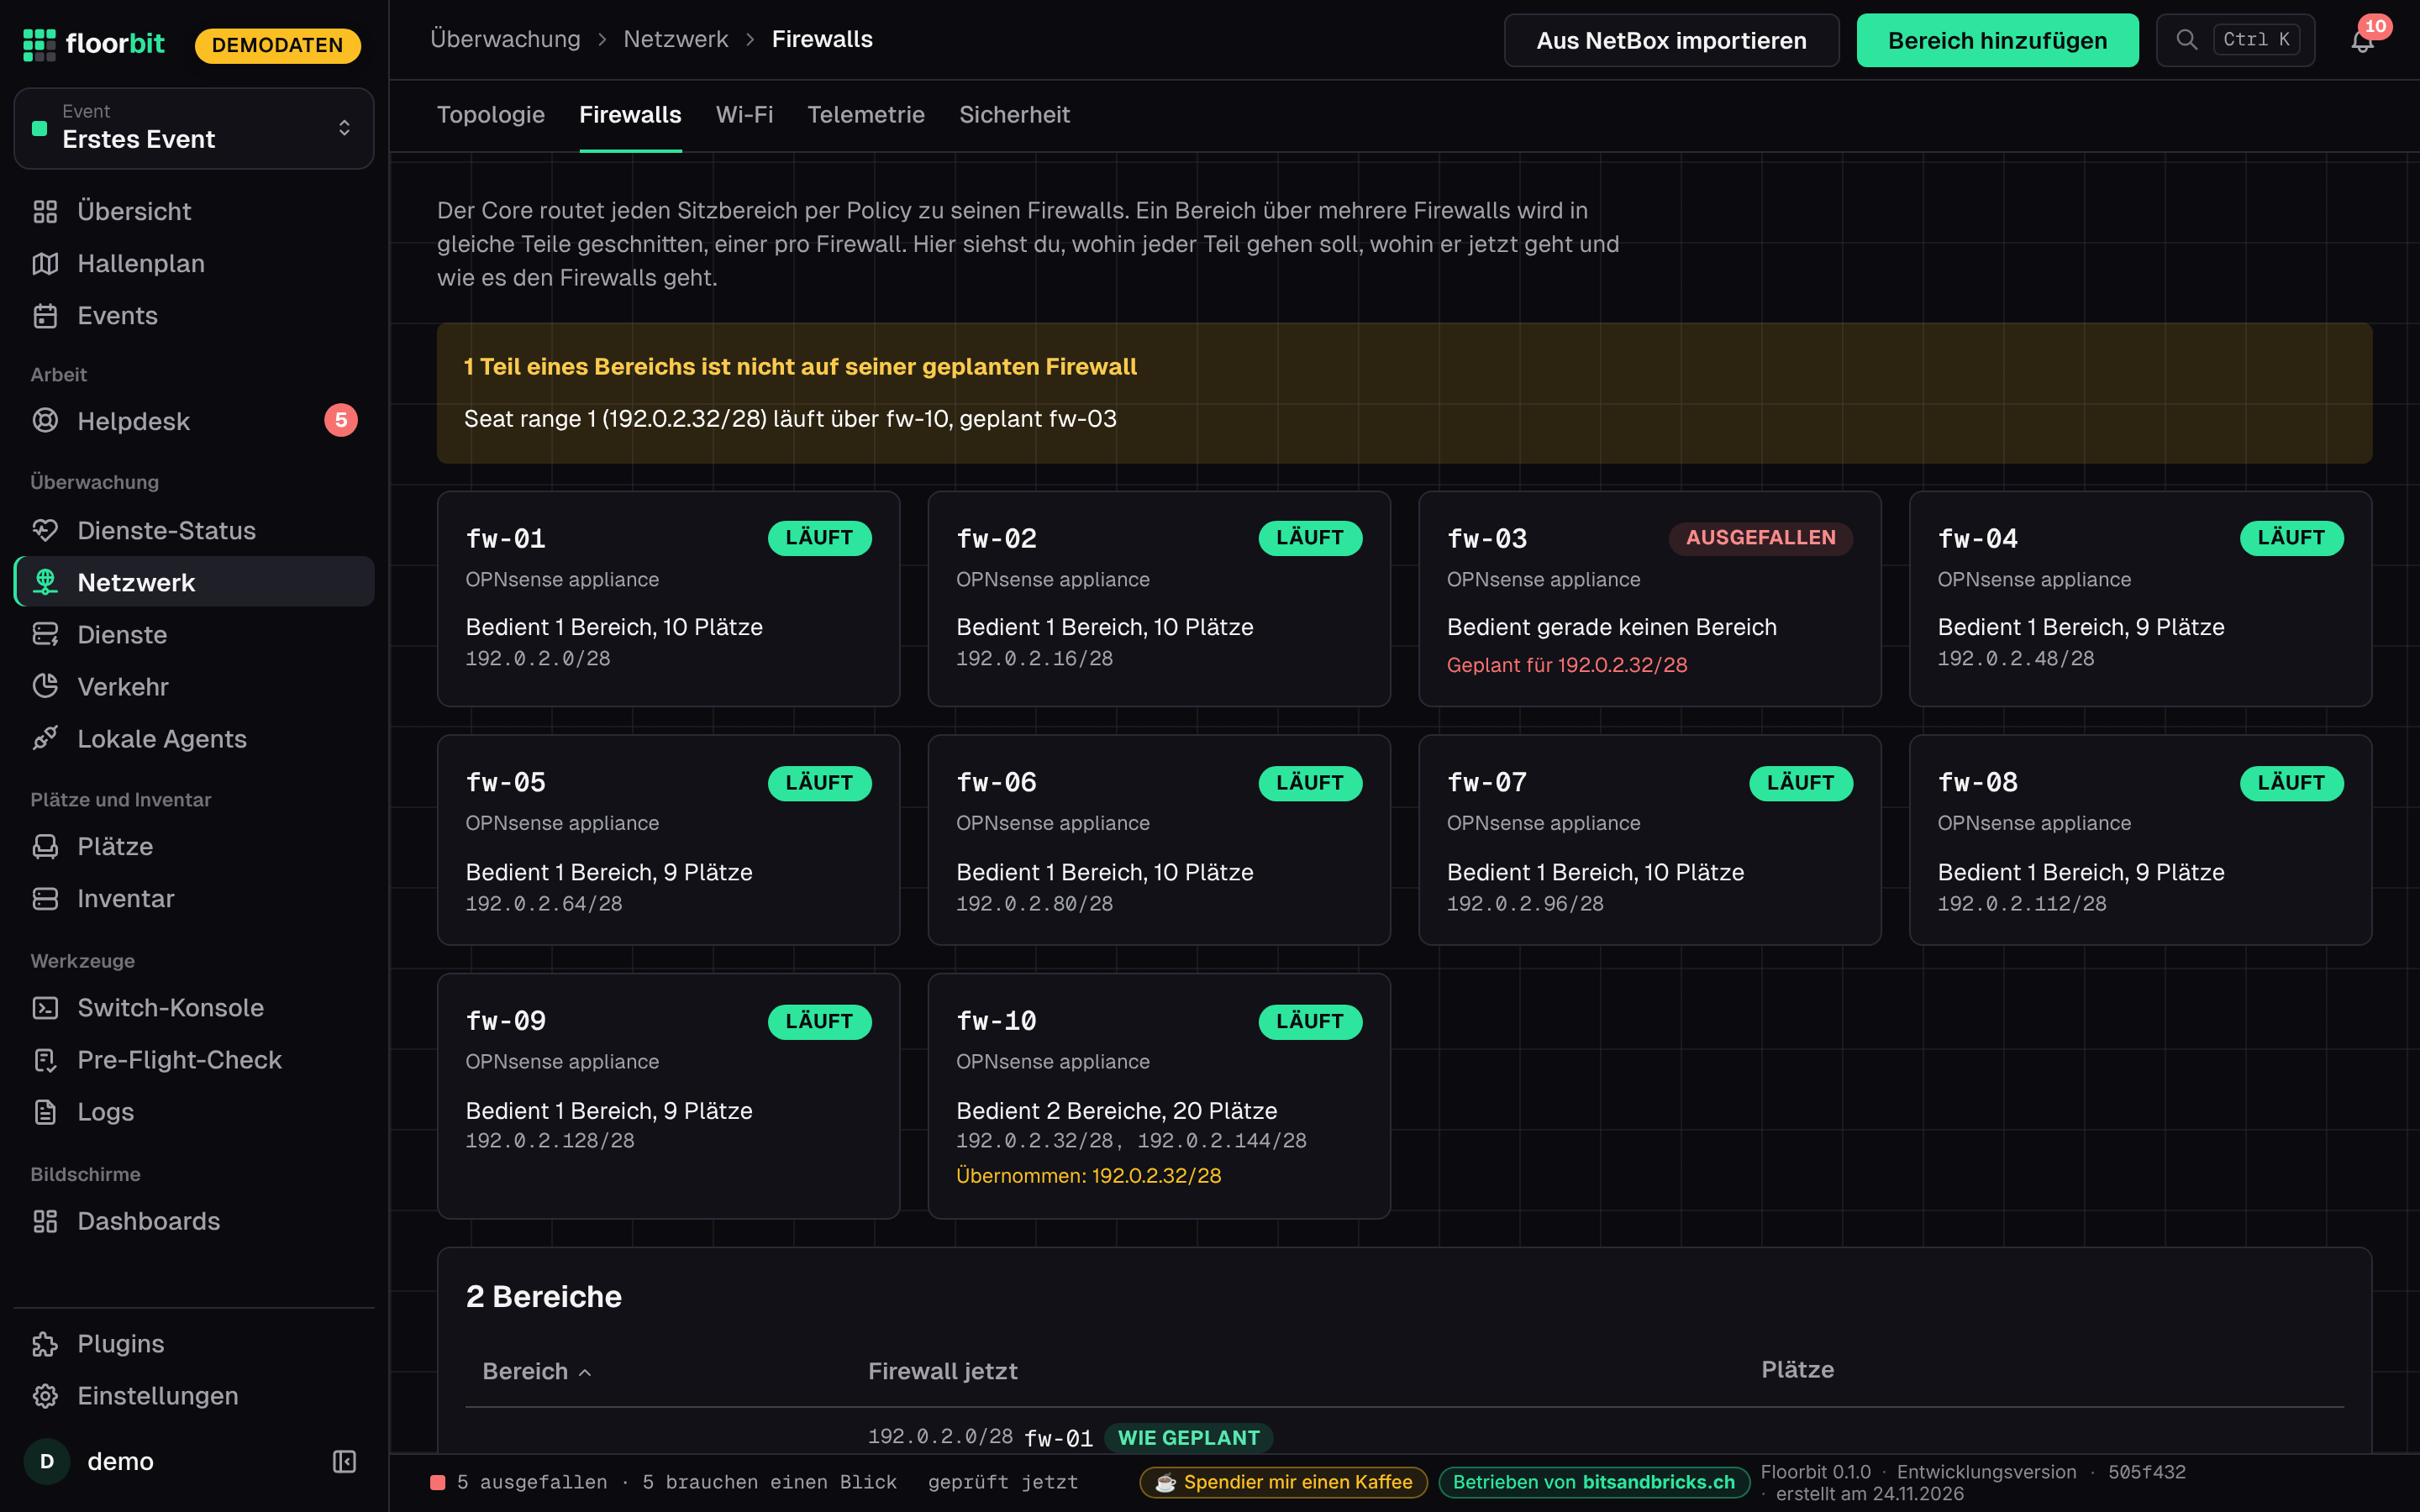 floorbit
DEMODATEN
Event
Erstes Event
Übersicht
Hallenplan
Events
Arbeit
Helpdesk
5
Überwachung
Dienste-Status
Netzwerk
Dienste
Verkehr
Lokale Agents
Plätze und Inventar
Plätze
Inventar
Werkzeuge
Switch-Konsole
Pre-Flight-Check
Logs
Bildschirme
Dashboards
Plugins
Einstellungen
D
demo
Überwachung
Netzwerk
Firewalls
Aus NetBox importieren
Bereich hinzufügen
Ctrl K
10
Topologie
Firewalls
Wi-Fi
Telemetrie
Sicherheit
Der Core routet jeden Sitzbereich per Policy zu seinen Firewalls. Ein Bereich über mehrere Firewalls wird in
gleiche Teile geschnitten, einer pro Firewall. Hier siehst du, wohin jeder Teil gehen soll, wohin er jetzt geht und
wie es den Firewalls geht.
1 Teil eines Bereichs ist nicht auf seiner geplanten Firewall
Seat range 1 (192.0.2.32/28) läuft über fw-10, geplant fw-03
fw-01
LÄUFT
OPNsense appliance
Bedient 1 Bereich, 10 Plätze
192.0.2.0/28
fw-02
LÄUFT
OPNsense appliance
Bedient 1 Bereich, 10 Plätze
192.0.2.16/28
fw-03
AUSGEFALLEN
OPNsense appliance
Bedient gerade keinen Bereich
Geplant für 192.0.2.32/28
fw-04
LÄUFT
OPNsense appliance
Bedient 1 Bereich, 9 Plätze
192.0.2.48/28
fw-05
LÄUFT
OPNsense appliance
Bedient 1 Bereich, 9 Plätze
192.0.2.64/28
fw-06
LÄUFT
OPNsense appliance
Bedient 1 Bereich, 10 Plätze
192.0.2.80/28
fw-07
LÄUFT
OPNsense appliance
Bedient 1 Bereich, 10 Plätze
192.0.2.96/28
fw-08
LÄUFT
OPNsense appliance
Bedient 1 Bereich, 9 Plätze
192.0.2.112/28
fw-09
LÄUFT
OPNsense appliance
Bedient 1 Bereich, 9 Plätze
192.0.2.128/28
fw-10
LÄUFT
OPNsense appliance
Bedient 2 Bereiche, 20 Plätze
192.0.2.32/28, 192.0.2.144/28
Übernommen: 192.0.2.32/28
2 Bereiche
Bereich
Firewall jetzt
Plätze
192.0.2.0/28 fw-01 WIE GEPLANT
5 ausgefallen · 5 brauchen einen Blick
geprüft jetzt
Spendier mir einen Kaffee
Betrieben von bitsandbricks.ch
Floorbit 0.1.0 · Entwicklungsversion · 505f432
· erstellt am 24.11.2026